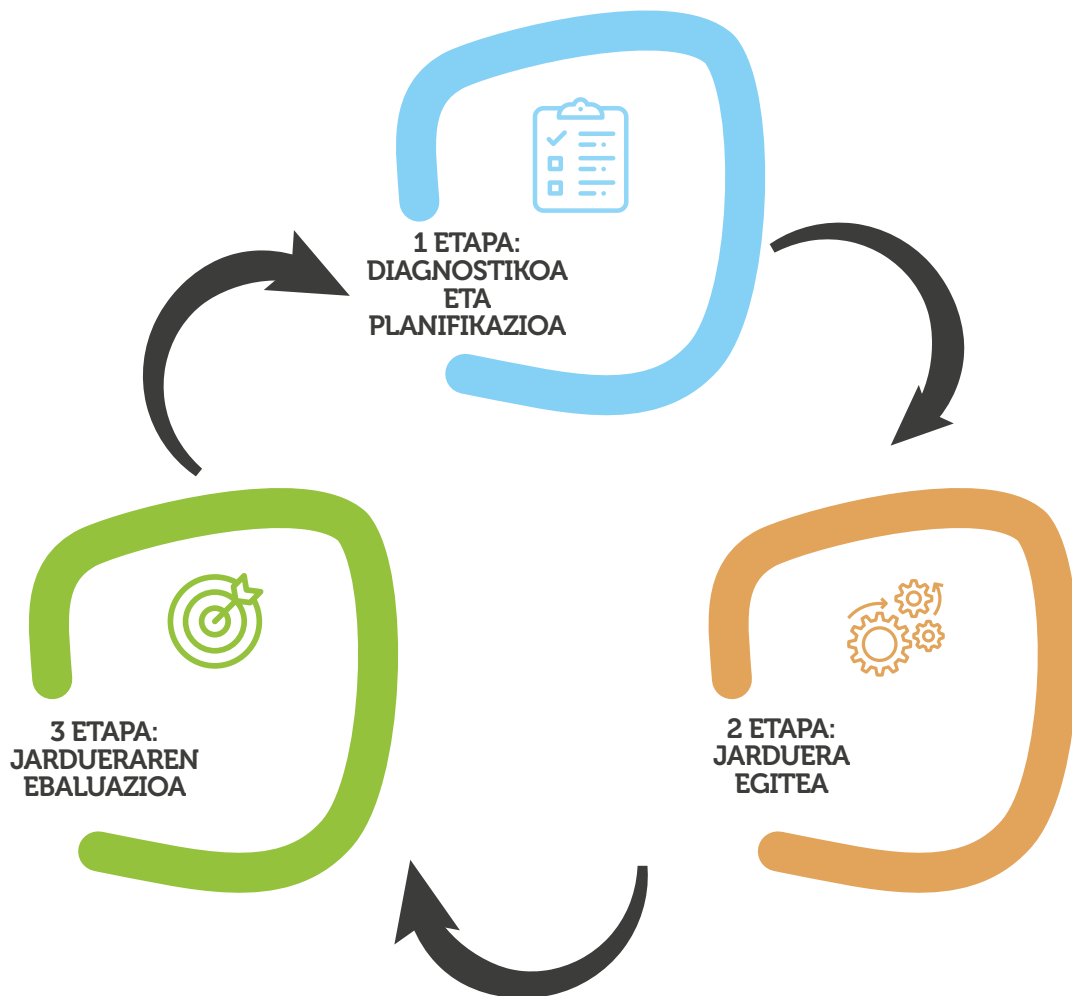 1 ETAPA:
DIAGNOSTIKOA
ETA
PLANIFIKAZIOA
2 ETAPA:
JARDUERA
EGITEA
3 ETAPA:
JARDUERAREN
EBALUAZIOA